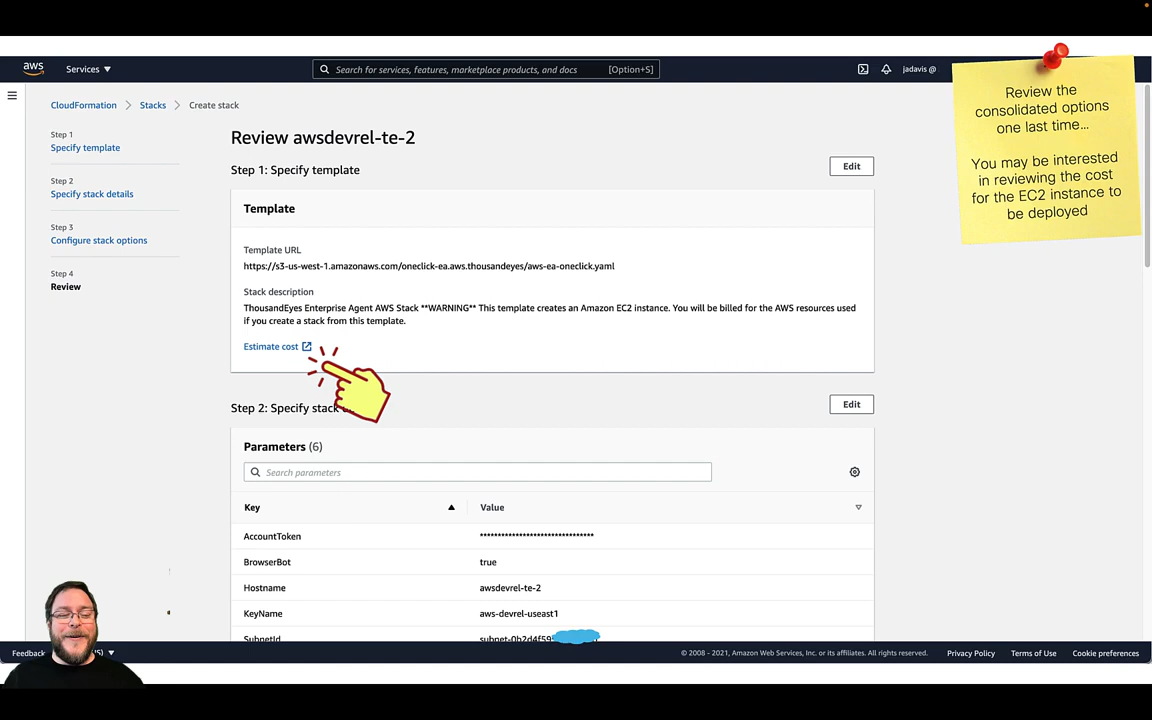 aws
Services
Search for services, features, marketplace products, and docs
[Option+S]
jadavis @
Review the
consolidated options
one last time...
You may be interested
in reviewing the cost
for the EC2 instance to
be deployed
CloudFormation
Stacks
Create stack
Step 1
Specify template
Step 2
Specify stack details
Step 3
Configure stack options
Step 4
Review
Review awsdevrel-te-2
Step 1: Specify template
Edit
Template
Template URL
https://s3-us-west-1.amazonaws.com/oneclick-ea.aws.thousandeyes/aws-ea-oneclick.yaml
Stack description
ThousandEyes Enterprise Agent AWS Stack **WARNING** This template creates an Amazon EC2 instance. You will be billed for the AWS resources used
if you create a stack from this template.
Estimate cost
Step 2: Specify stack
Edit
Parameters (6)
Search parameters
Key
Value
AccountToken
********************************
BrowserBot
true
Hostname
awsdevrel-te-2
KeyName
aws-devrel-useast1
SubnetId
subnet-0b2d4f59
Feedback
© 2008 - 2021, Amazon Web Services, Inc. or its affiliates. All rights reserved.
Privacy Policy
Terms of Use
Cookie preferences